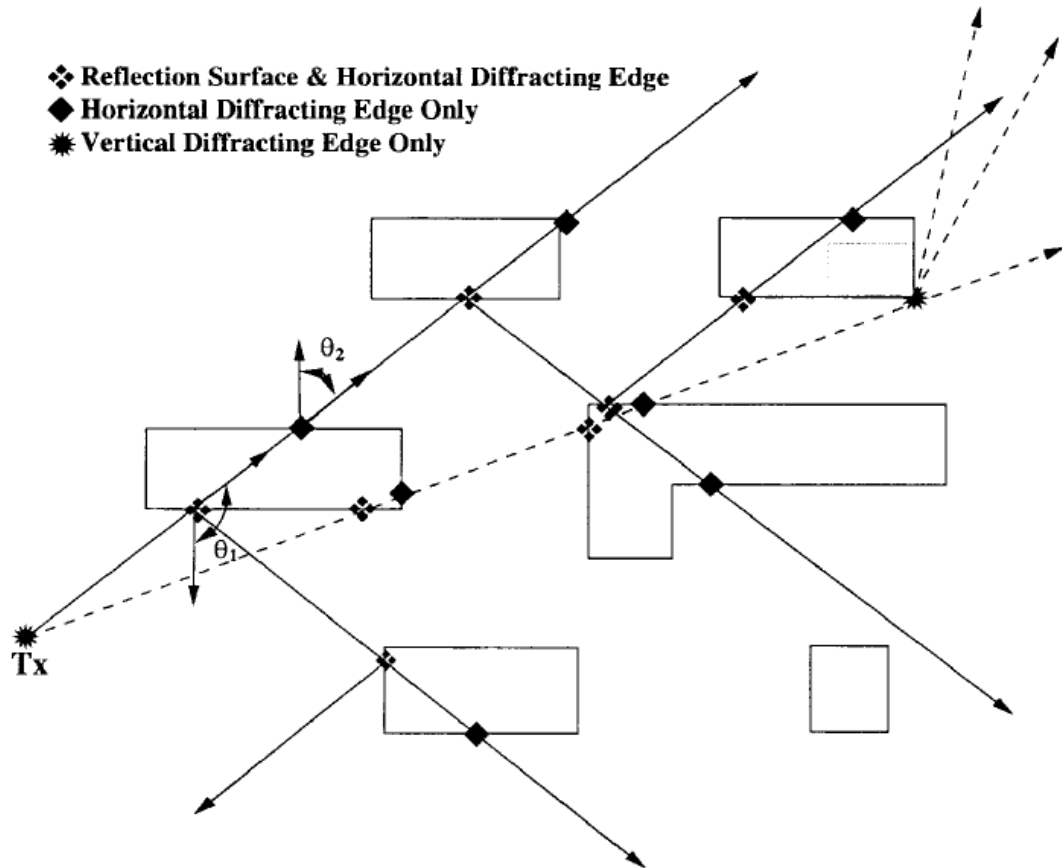 Reflection Surface & Horizontal Diffracting Edge
Horizontal Diffracting Edge Only
Vertical Diffracting Edge Only
θ₂
θ₁
Tx